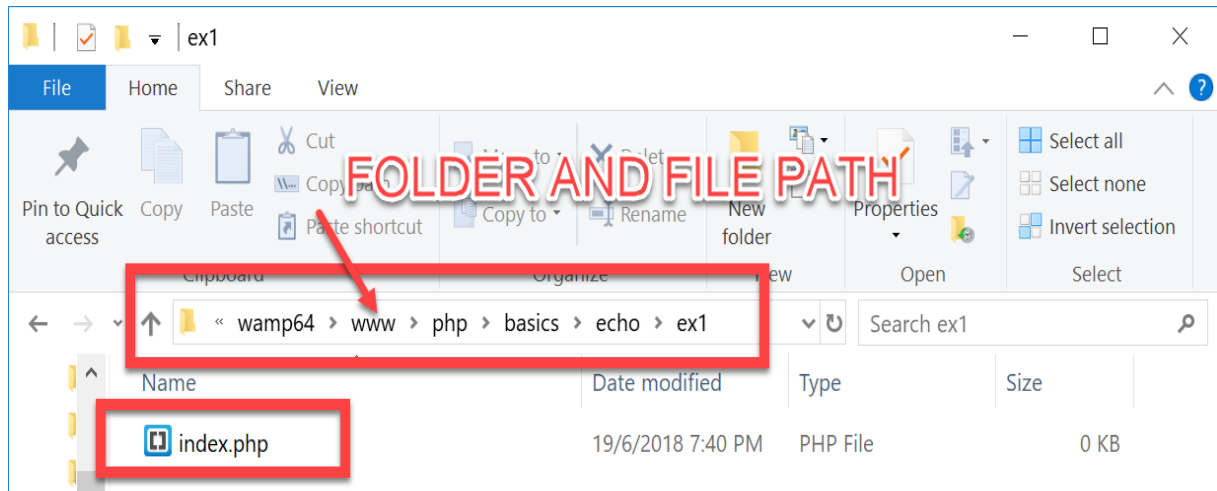 ex1
File Home Share View
Cut
FOLDER AND FILE PATH
Pin to Quick access Copy Paste Copy to Rename New folder Properties
Paste shortcut
Select all
Select none
Invert selection
Clipboard Organize Open Select
« wamp64 > www > php > basics > echo > ex1 Search ex1
Name Date modified Type Size
index.php 19/6/2018 7:40 PM PHP File 0 KB